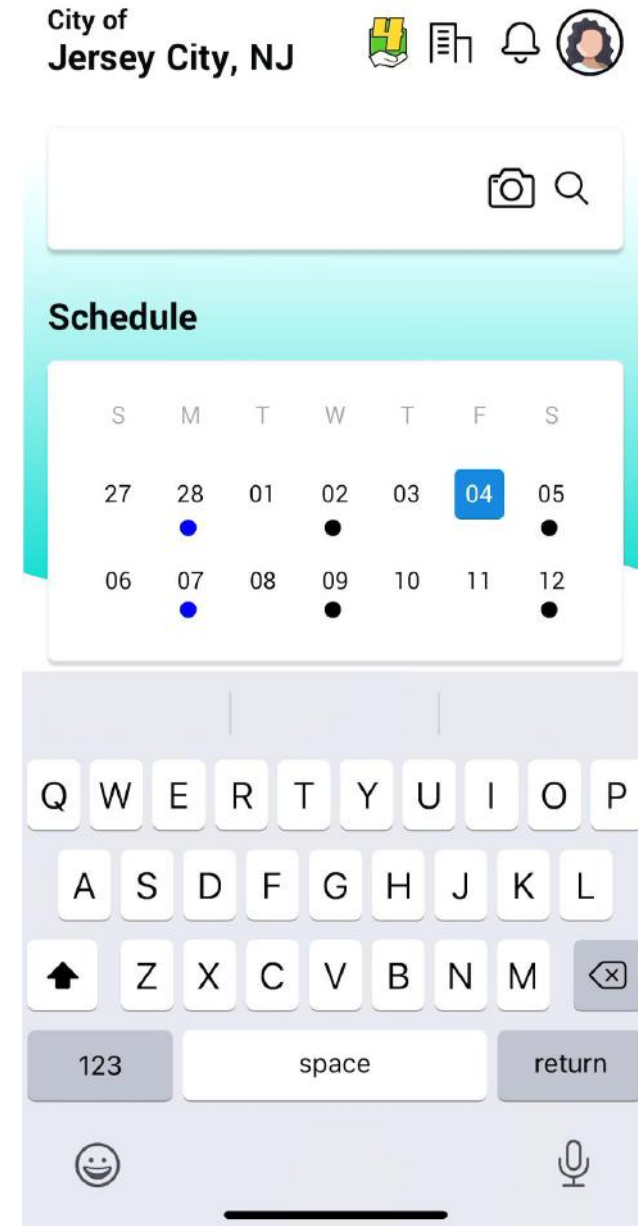 City of
Jersey City, NJ
4
Schedule
S M T W T F S
27 28 01 02 03 04 05
06 07 08 09 10 11 12
Q W E R T Y U I O P
A S D F G H J K L
Z X C V B N M
123 space return